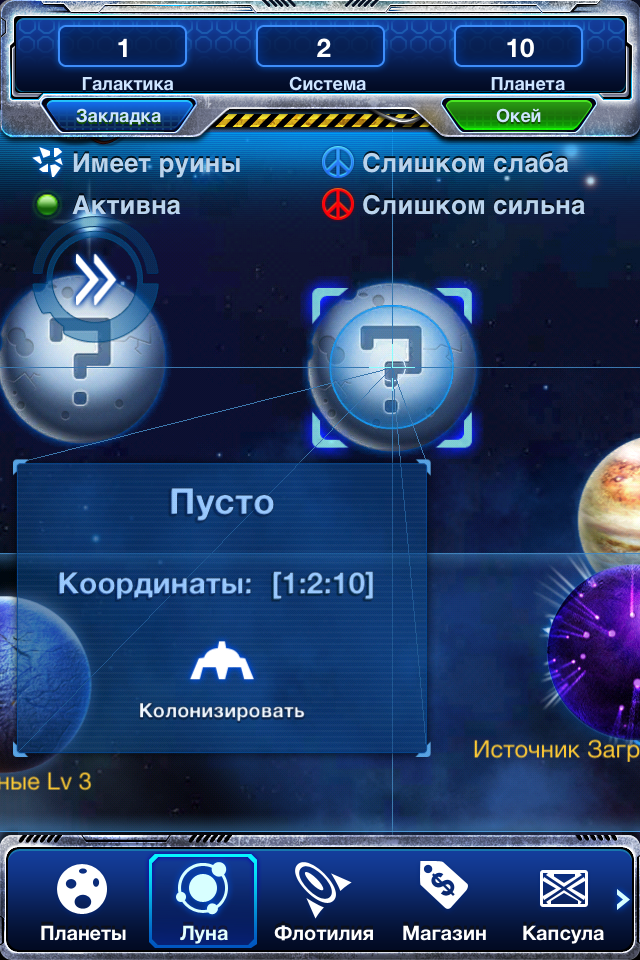 1 2 10
Галактика Система Планета
Закладка Окей
Имеет руины Слишком слаба
Активна Слишком сильна
Пусто
Координаты: [1:2:10]
Колонизировать
Источник Загр
ные Lv 3
Планеты Луна Флотилия Магазин Капсула